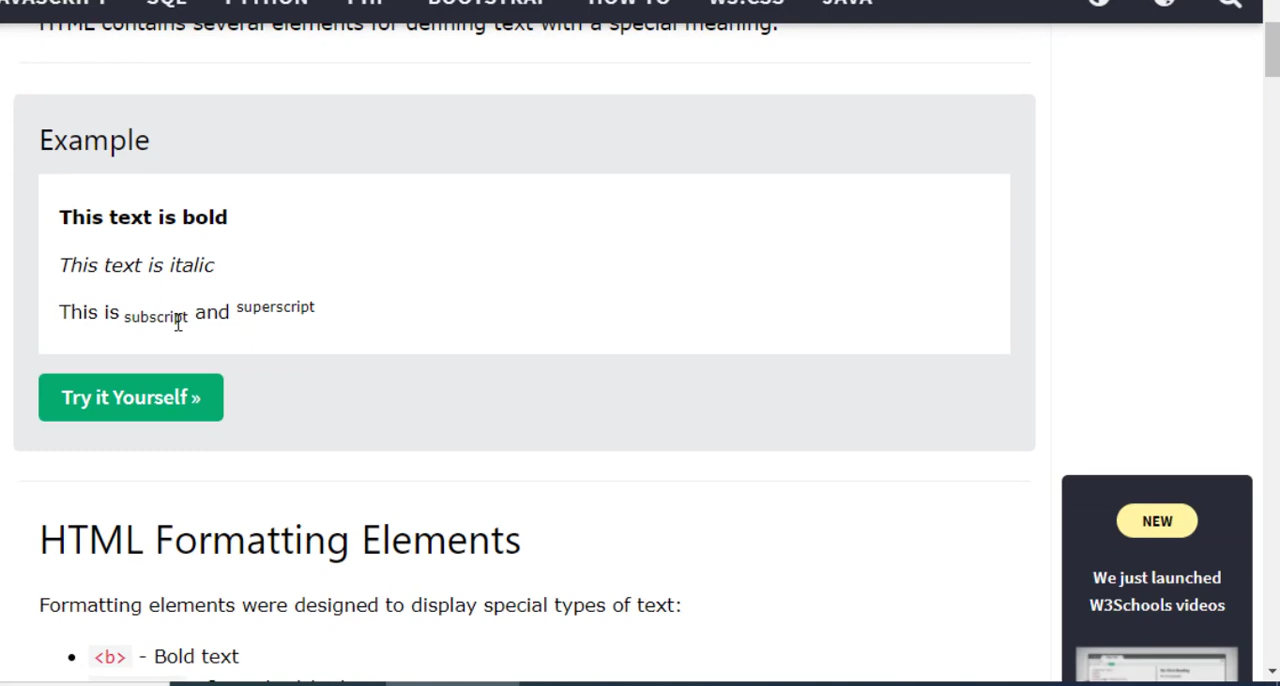 JAVASCRIPT SQL PYTHON PHP BOOTSTRAP HOW TO W3.CSS JAVA
HTML contains several elements for defining text with a special meaning.
Example
This text is bold
This text is italic
This is subscript and superscript
Try it Yourself »
HTML Formatting Elements
Formatting elements were designed to display special types of text:
• <b> - Bold text
NEW
We just launched
W3Schools videos